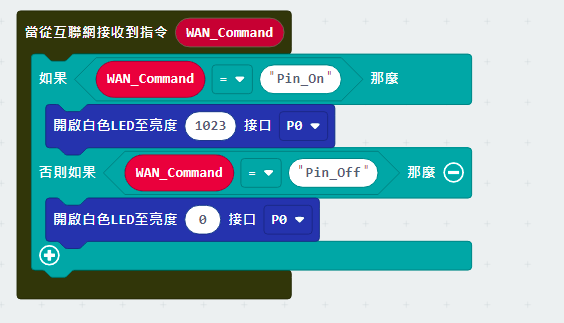 當從互聯網接收到指令 WAN_Command
如果 WAN_Command = ▼ "Pin_On" 那麼
開啟白色LED至亮度 1023 接口 P0 ▼
否則如果 WAN_Command = ▼ "Pin_Off" 那麼
開啟白色LED至亮度 0 接口 P0 ▼